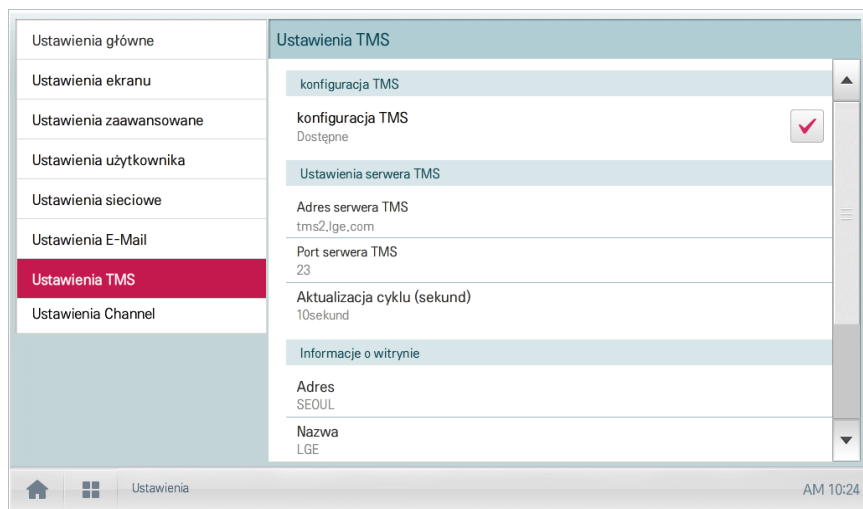 Ustawienia główne
Ustawienia ekranu
Ustawienia zaawansowane
Ustawienia użytkownika
Ustawienia sieciowe
Ustawienia E-Mail
Ustawienia TMS
Ustawienia Channel
Ustawienia TMS
konfiguracja TMS
konfiguracja TMS
Dostępne
Ustawienia serwera TMS
Adres serwera TMS
tms2.lge.com
Port serwera TMS
23
Aktualizacja cyklu (sekund)
10sekund
Informacje o witrynie
Adres
SEOUL
Nazwa
LGE
Ustawienia
AM 10:24